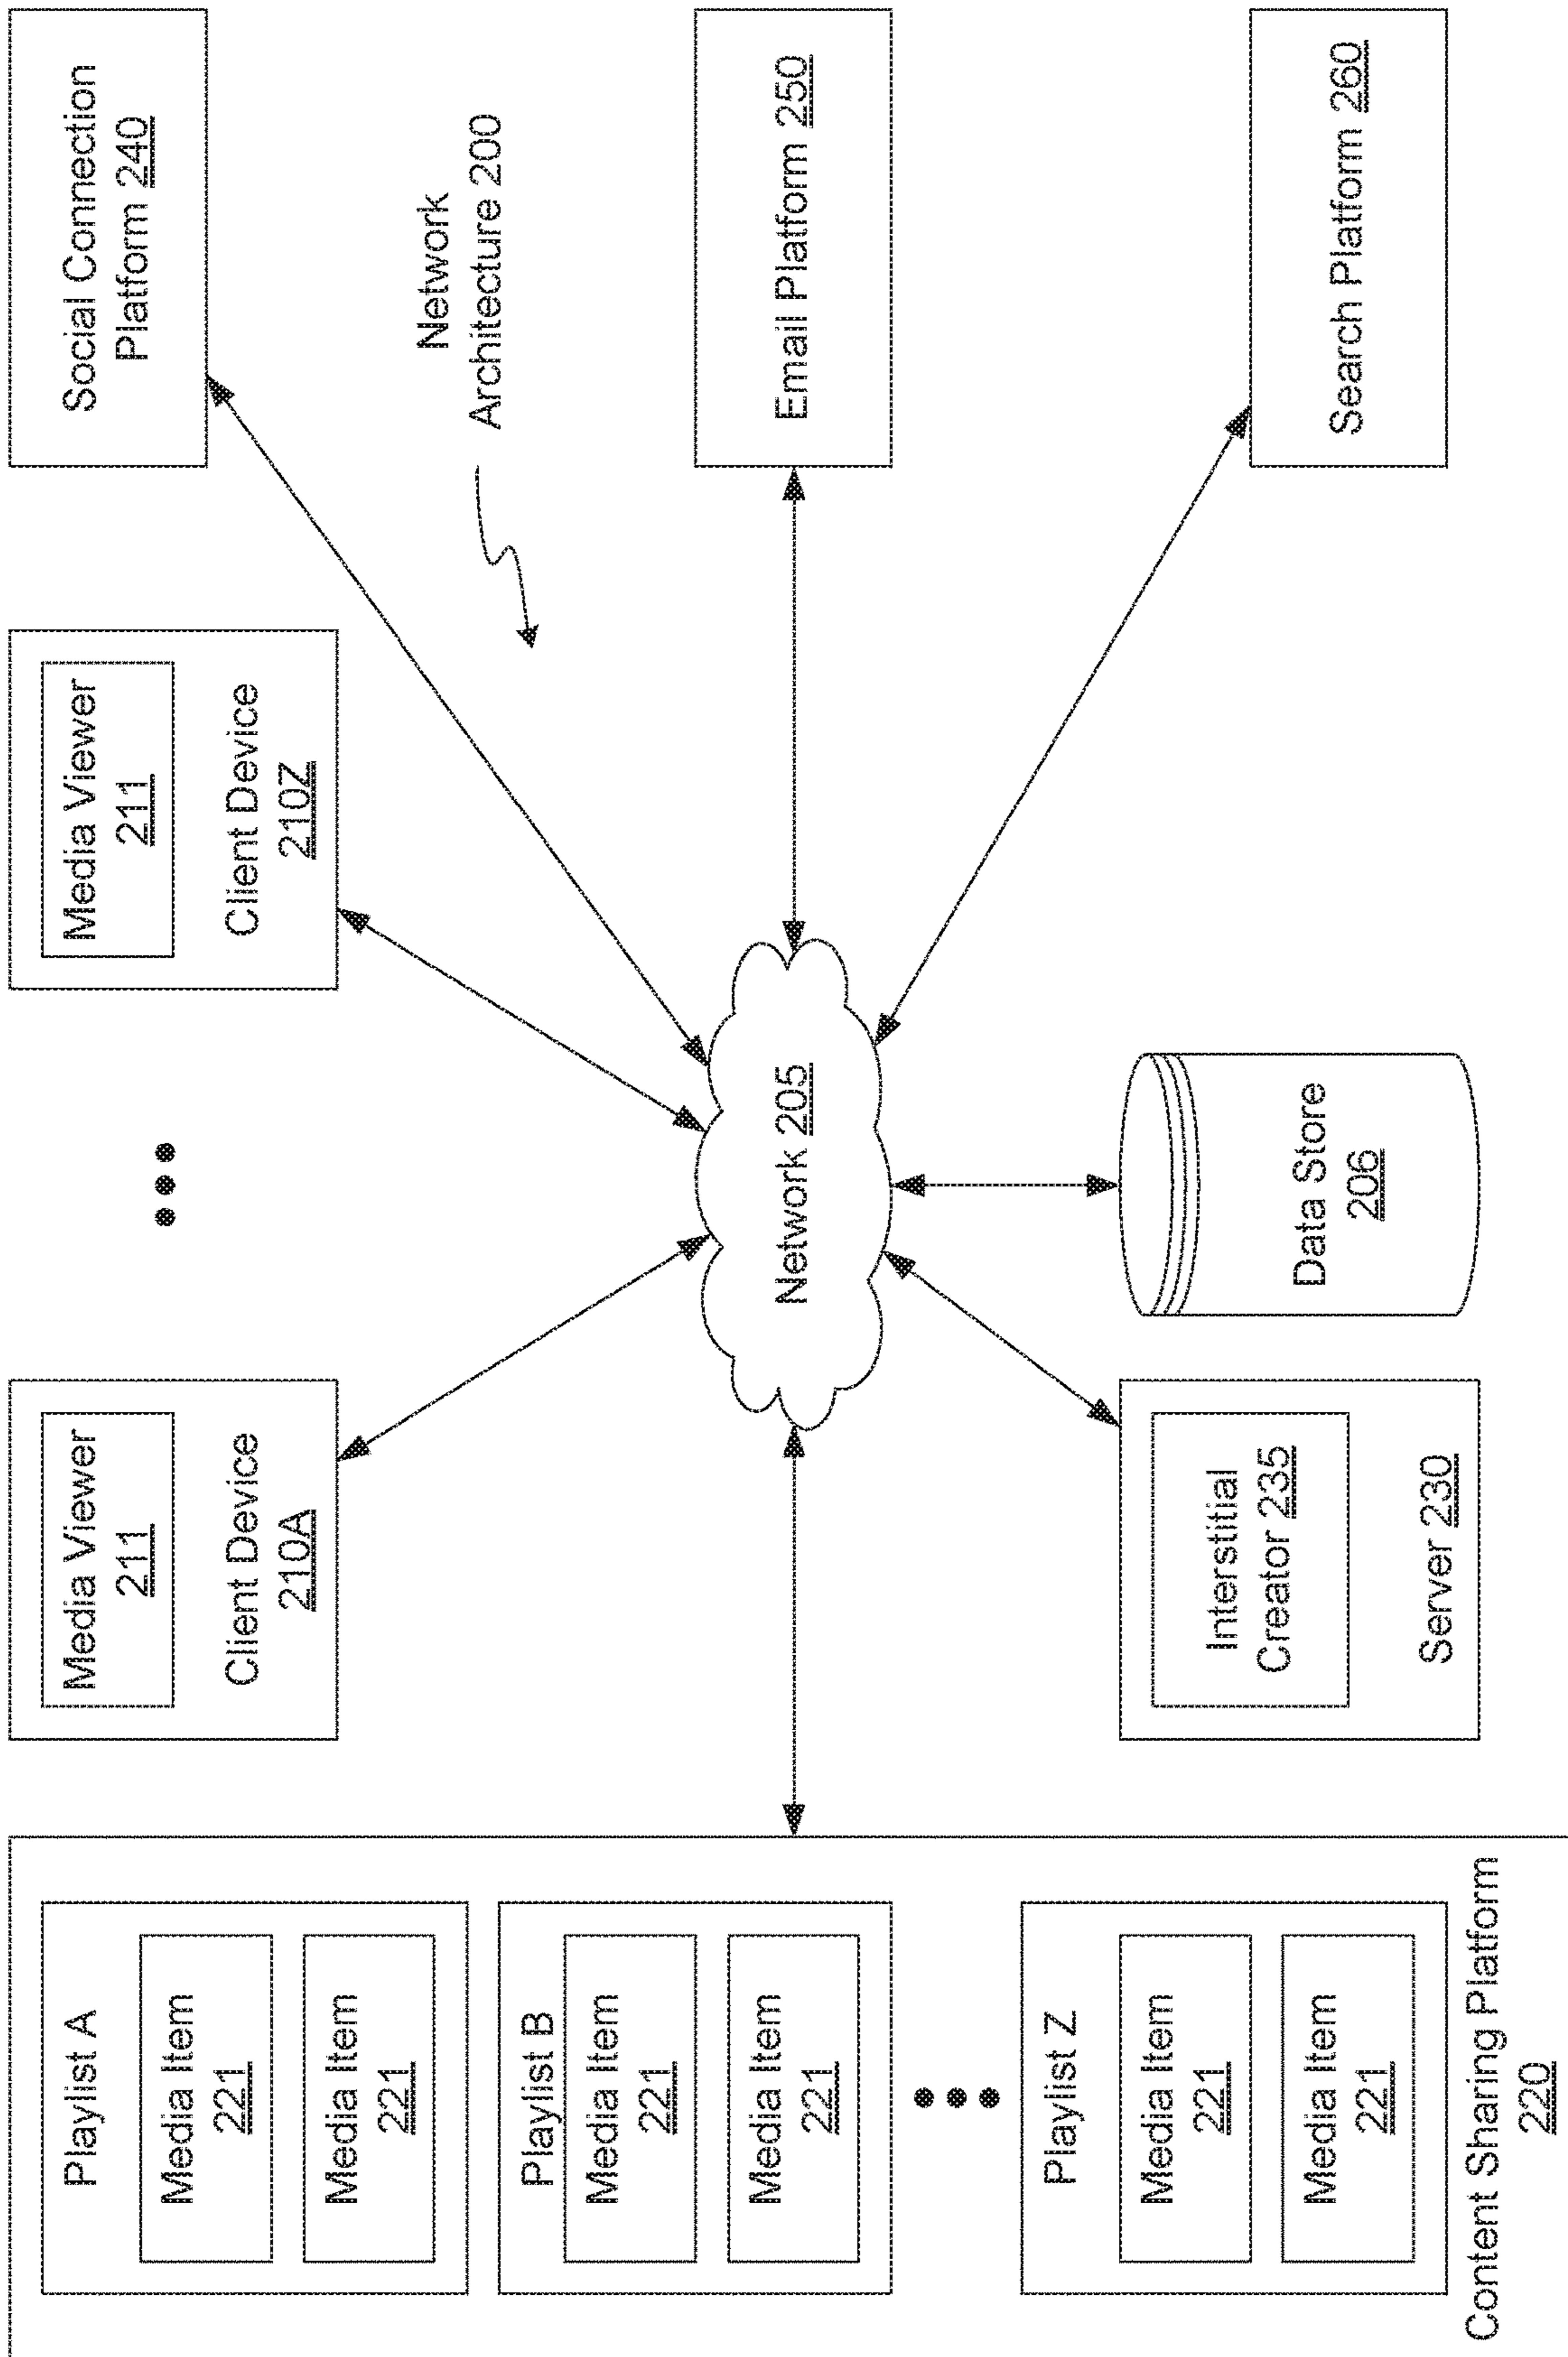 Playlist A
Media Item
221
Media Item
221
Playlist B
Media Item
221
Media Item
221
Playlist Z
Media Item
221
Media Item
221
Content Sharing Platform
220
Media Viewer
211
Client Device
210A
Media Viewer
211
Client Device
210Z
Social Connection
Platform 240
Network
Architecture 200
Network 205
Email Platform 250
Interstitial
Creator 235
Server 230
Data Store
206
Search Platform 260